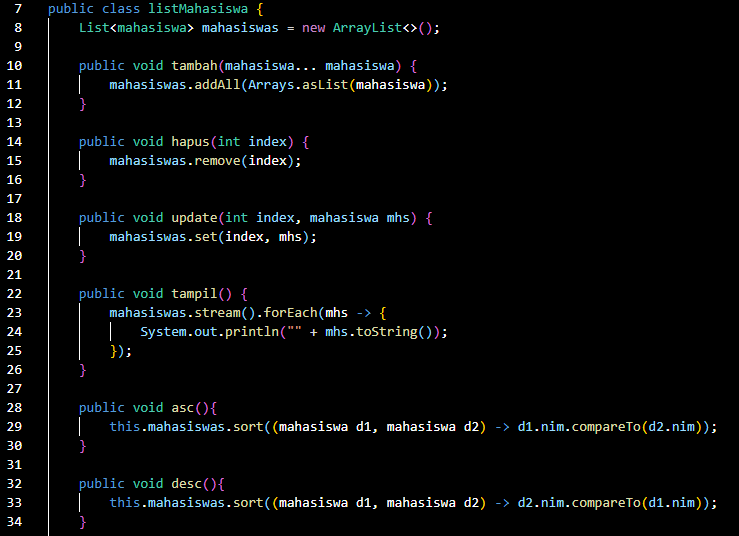 7 public class listMahasiswa {
8     List<mahasiswa> mahasiswas = new ArrayList<>();
9
10     public void tambah(mahasiswa... mahasiswa) {
11         mahasiswas.addAll(Arrays.asList(mahasiswa));
12     }
13
14     public void hapus(int index) {
15         mahasiswas.remove(index);
16     }
17
18     public void update(int index, mahasiswa mhs) {
19         mahasiswas.set(index, mhs);
20     }
21
22     public void tampil() {
23         mahasiswas.stream().forEach(mhs -> {
24             System.out.println("" + mhs.toString());
25         });
26     }
27
28     public void asc(){
29         this.mahasiswas.sort((mahasiswa d1, mahasiswa d2) -> d1.nim.compareTo(d2.nim));
30     }
31
32     public void desc(){
33         this.mahasiswas.sort((mahasiswa d1, mahasiswa d2) -> d2.nim.compareTo(d1.nim));
34     }